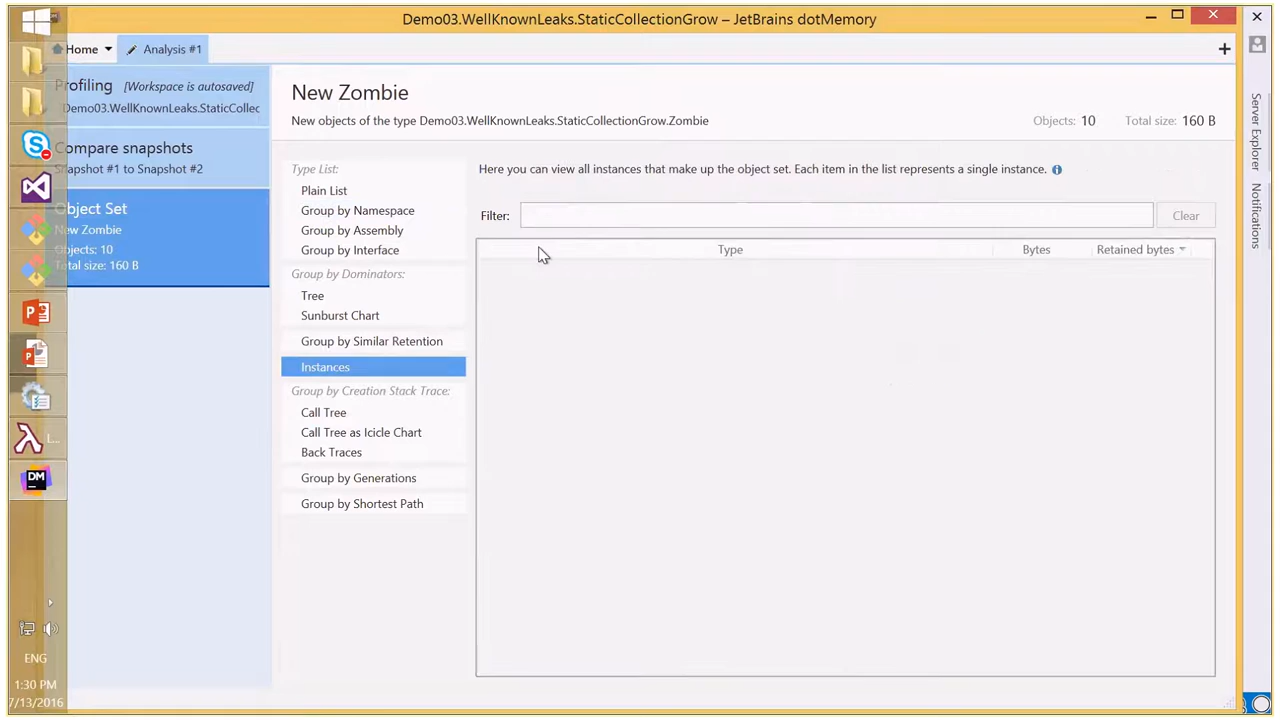 Demo03.WellKnownLeaks.StaticCollectionGrow – JetBrains dotMemory
Home
Analysis #1
Profiling [Workspace is autosaved]
Demo03.WellKnownLeaks.StaticCollec
Compare snapshots
Snapshot #1 to Snapshot #2
Object Set
New Zombie
Objects: 10
Total size: 160 B
New Zombie
New objects of the type Demo03.WellKnownLeaks.StaticCollectionGrow.Zombie
Objects: 10
Total size: 160 B
Type List:
Plain List
Group by Namespace
Group by Assembly
Group by Interface
Group by Dominators:
Tree
Sunburst Chart
Group by Similar Retention
Instances
Group by Creation Stack Trace:
Call Tree
Call Tree as Icicle Chart
Back Traces
Group by Generations
Group by Shortest Path
Here you can view all instances that make up the object set. Each item in the list represents a single instance.
Filter:
Clear
Type
Bytes
Retained bytes
Server Explorer
Notifications
L...
DM
ENG
1:30 PM
7/13/2016